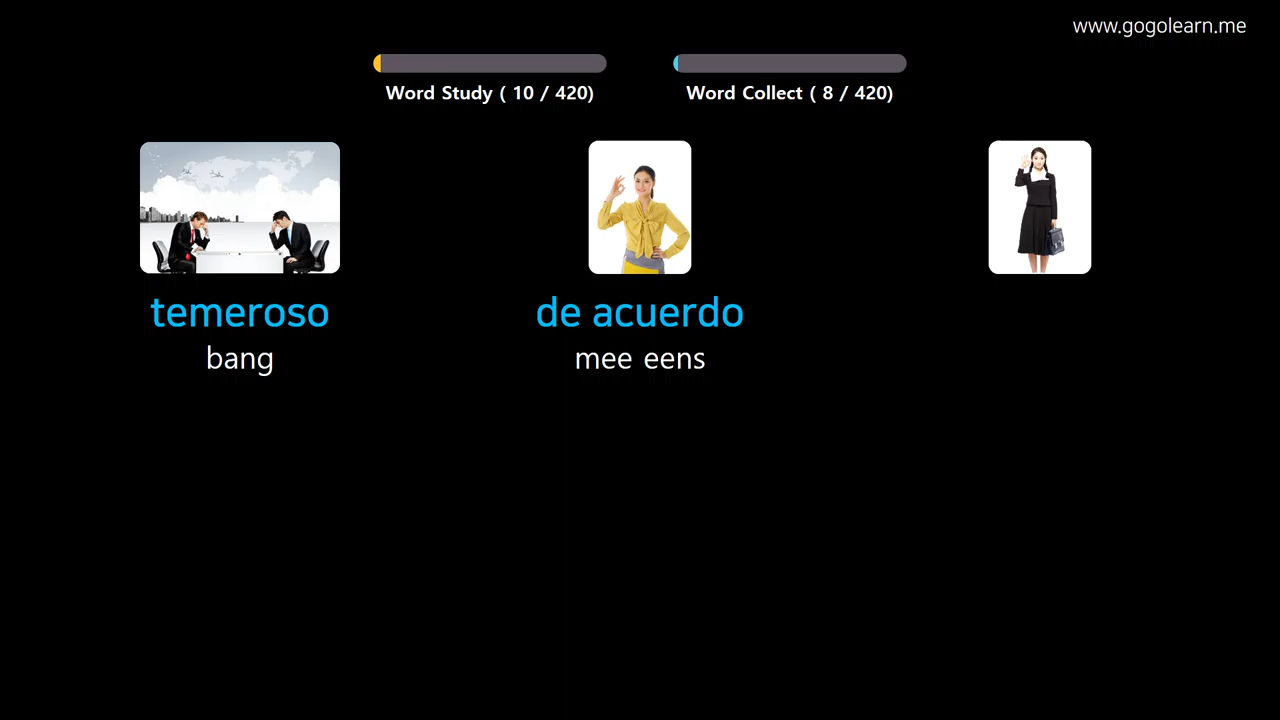 www.gogolearn.me
Word Study ( 10 / 420)
Word Collect ( 8 / 420)
temeroso
de acuerdo
bang
mee eens